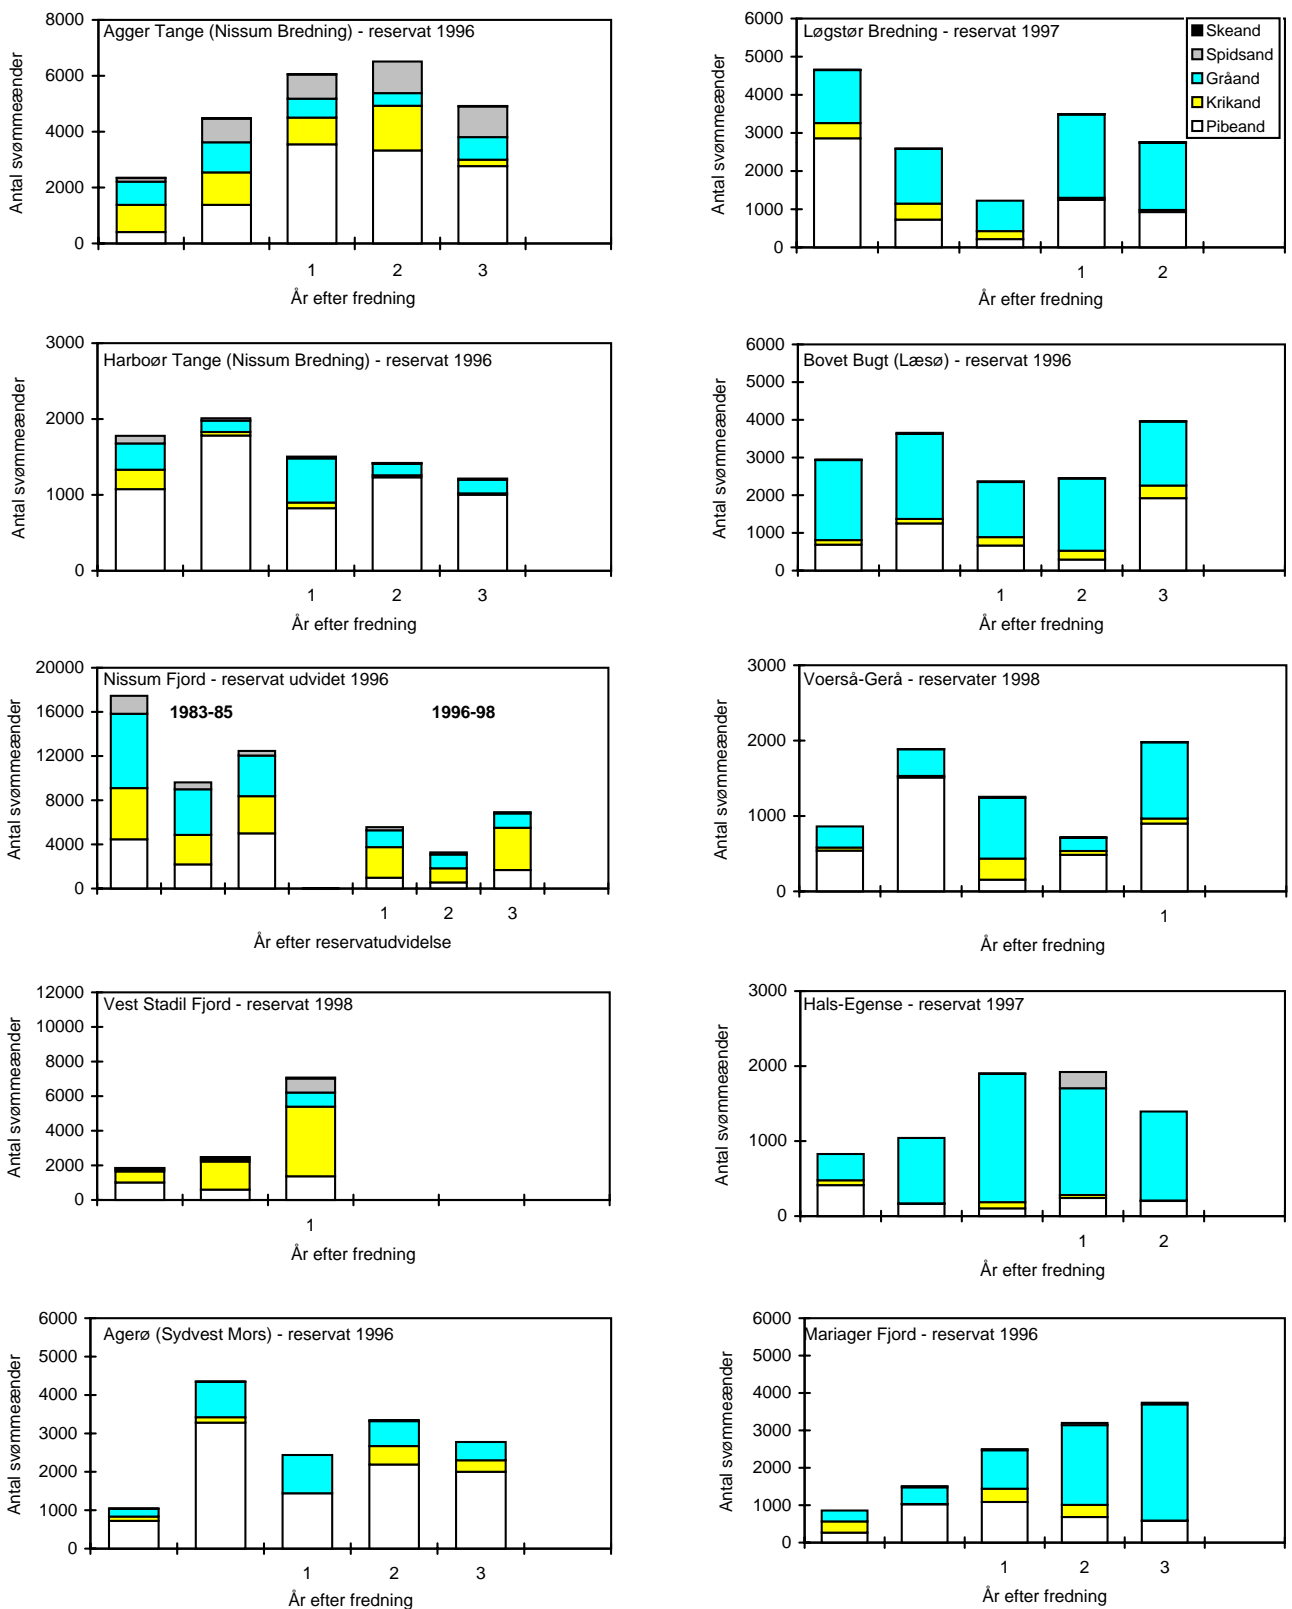 Agger Tange (Nissum Bredning) - reservat 1996
Antal svømmeænder
8000
6000
4000
2000
0
1 2 3
År efter fredning
Løgstør Bredning - reservat 1997
Antal svømmeænder
6000
5000
4000
3000
2000
1000
0
Skeand
Spidsand
Gråand
Krikand
Pibeand
1 2
År efter fredning
Harboør Tange (Nissum Bredning) - reservat 1996
Antal svømmeænder
3000
2000
1000
0
1 2 3
År efter fredning
Bovet Bugt (Læsø) - reservat 1996
Antal svømmeænder
6000
5000
4000
3000
2000
1000
0
1 2 3
År efter fredning
Nissum Fjord - reservat udvidet 1996
1983-85 1996-98
Antal svømmeænder
20000
16000
12000
8000
4000
0
1 2 3
År efter reservatudvidelse
Voerså-Gerå - reservater 1998
Antal svømmeænder
3000
2000
1000
0
1
År efter fredning
Vest Stadil Fjord - reservat 1998
Antal svømmeænder
12000
10000
8000
6000
4000
2000
0
1
År efter fredning
Hals-Egense - reservat 1997
Antal svømmeænder
3000
2000
1000
0
1 2
År efter fredning
Agerø (Sydvest Mors) - reservat 1996
Antal svømmeænder
6000
5000
4000
3000
2000
1000
0
1 2 3
År efter fredning
Mariager Fjord - reservat 1996
Antal svømmeænder
6000
5000
4000
3000
2000
1000
0
1 2 3
År efter fredning